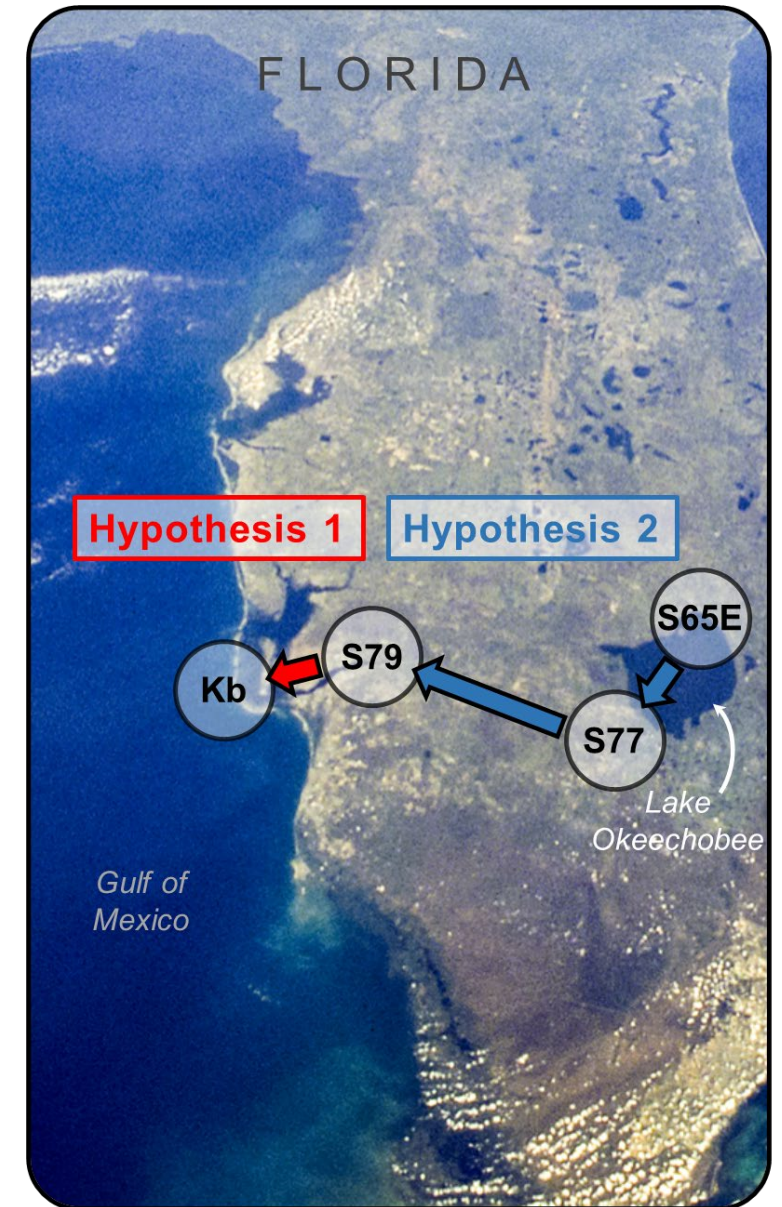 FLORIDA
Hypothesis 1
Hypothesis 2
S65E
S79
Kb
S77
Lake
Okeechobee
Gulf of
Mexico